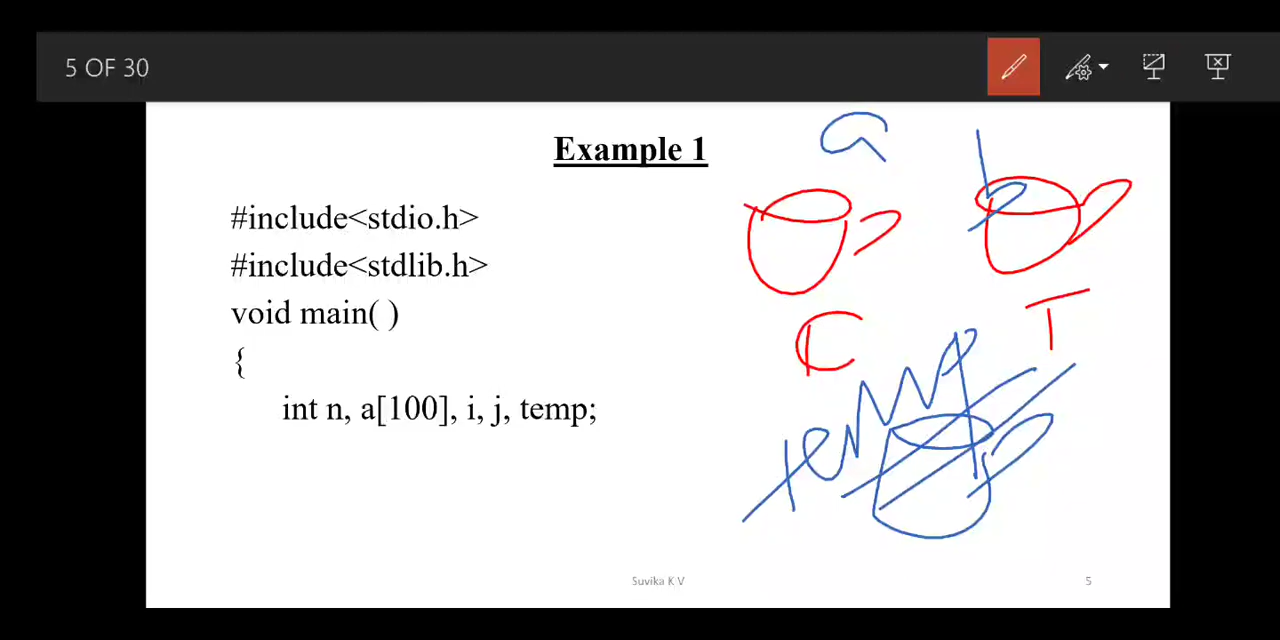 5 OF 30
Example 1
a
b
#include<stdio.h>
#include<stdlib.h>
void main( )
{
int n, a[100], i, j, temp;
C
T
temp
Suvika K V
5